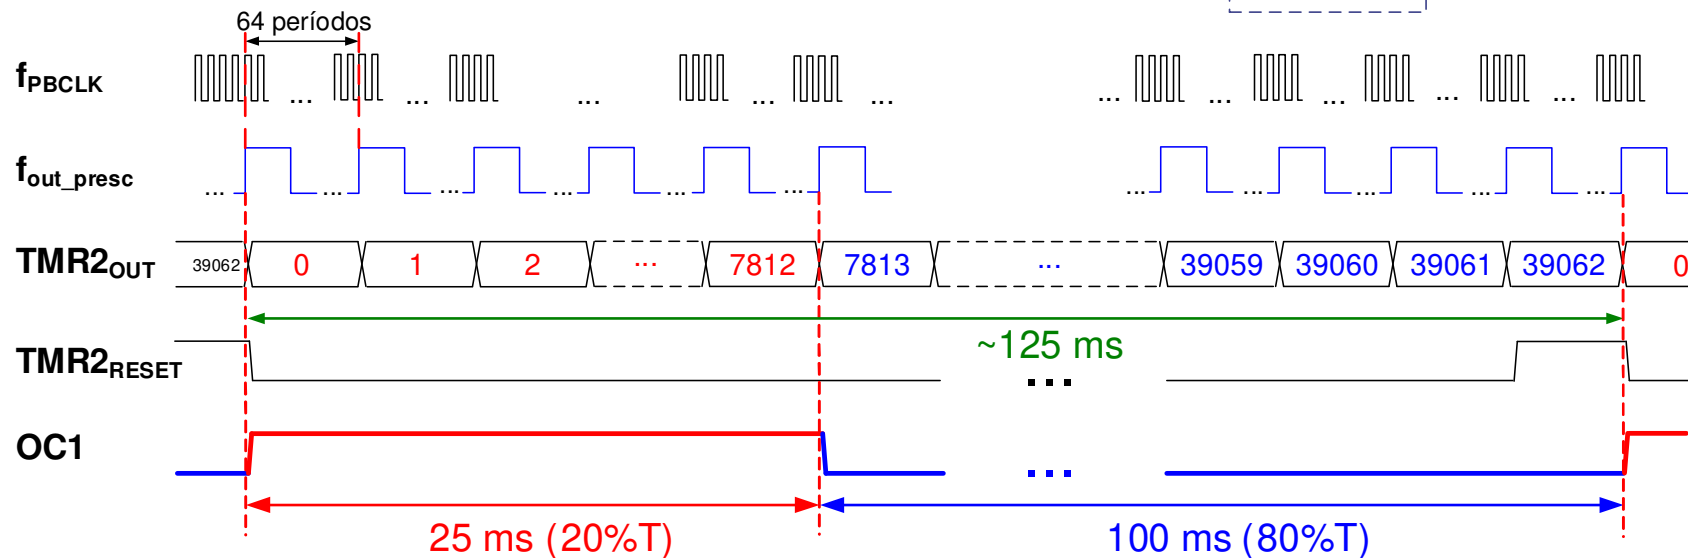 64 períodos
fPBCLK ... ... ... ... ... ... ... ... ... ...
fout_presc ... ... ... ... ... ... ... ... ... ...
TMR2OUT 39062 0 1 2 ... 7812 7813 ... 39059 39060 39061 39062 0
~125 ms
TMR2RESET ...
OC1 ...
25 ms (20%T) 100 ms (80%T)